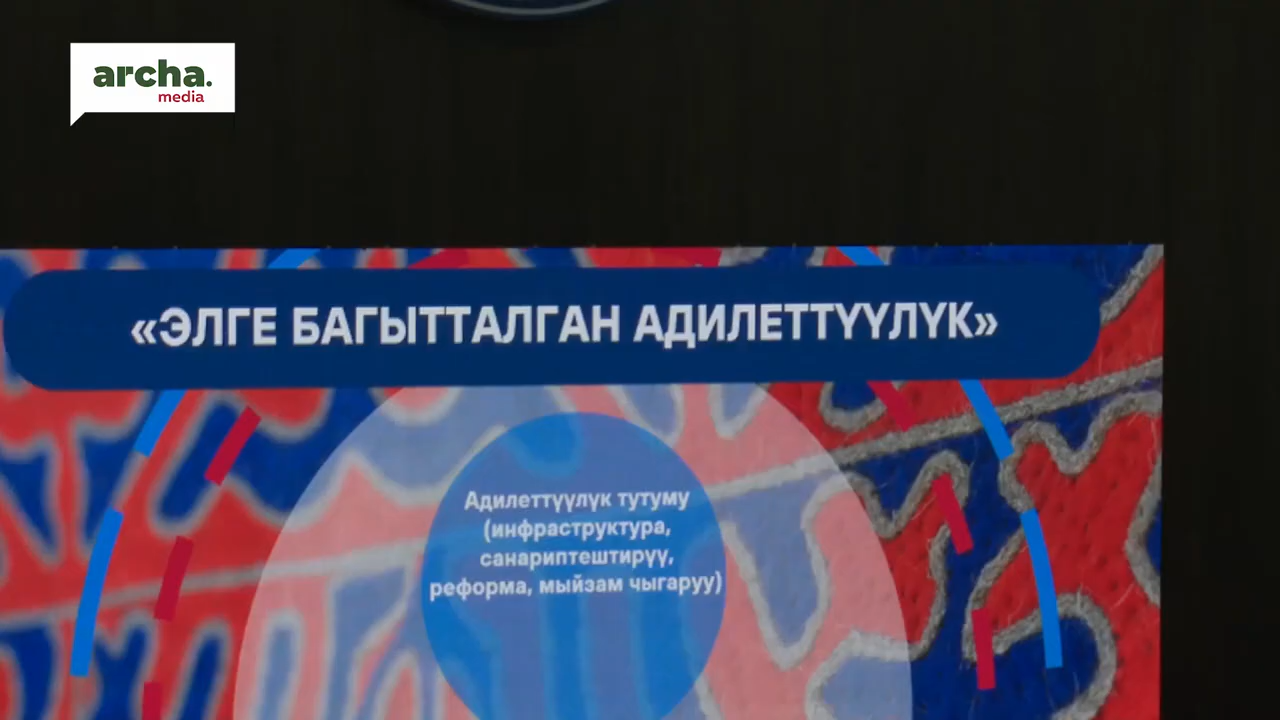 archa.
media
«ЭЛГЕ БАГЫТТАЛГАН АДИЛЕТТҮҮЛҮК»
Адилеттүүлүк тутуму
(инфраструктура,
санариптештирүү,
реформа, мыйзам чыгаруу)